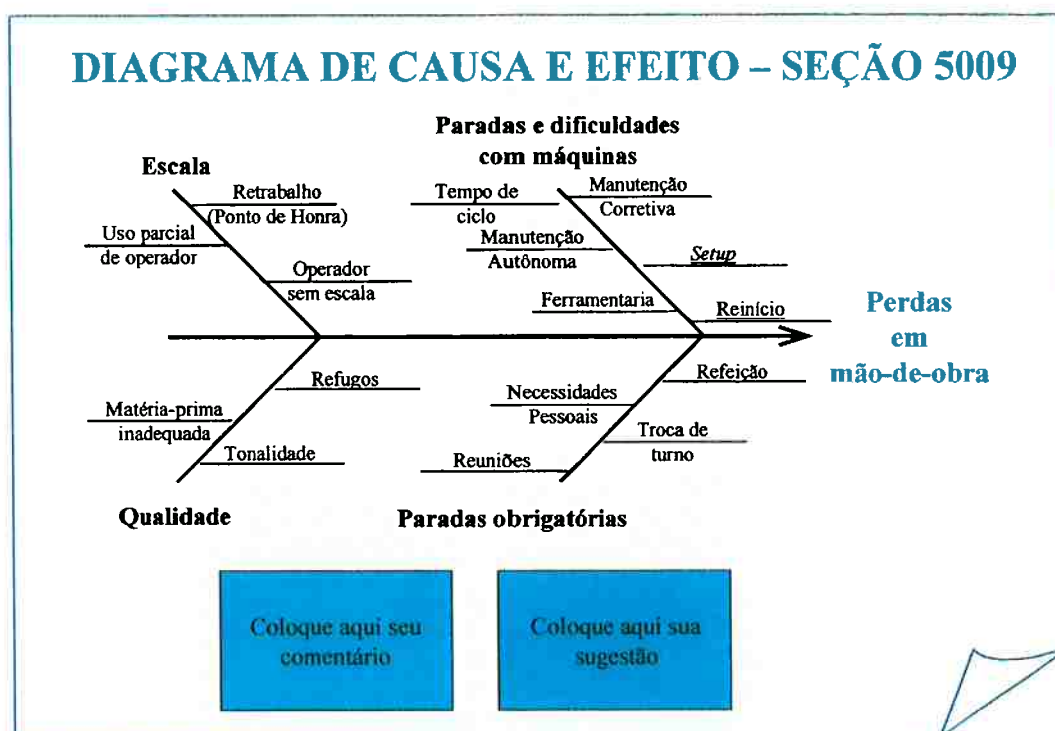 DIAGRAMA DE CAUSA E EFEITO – SEÇÃO 5009
Escala
Retrabalho
(Ponto de Honra)
Uso parcial
de operador
Operador
sem escala
Paradas e dificuldades
com máquinas
Tempo de
ciclo
Manutenção
Corretiva
Manutenção
Autônoma
Setup
Ferramentaria
Reinício
Perdas
em
mão-de-obra
Refugos
Matéria-prima
inadequada
Tonalidade
Qualidade
Refeição
Necessidades
Pessoais
Troca de
turno
Reuniões
Paradas obrigatórias
Coloque aqui seu
comentário
Coloque aqui sua
sugestão